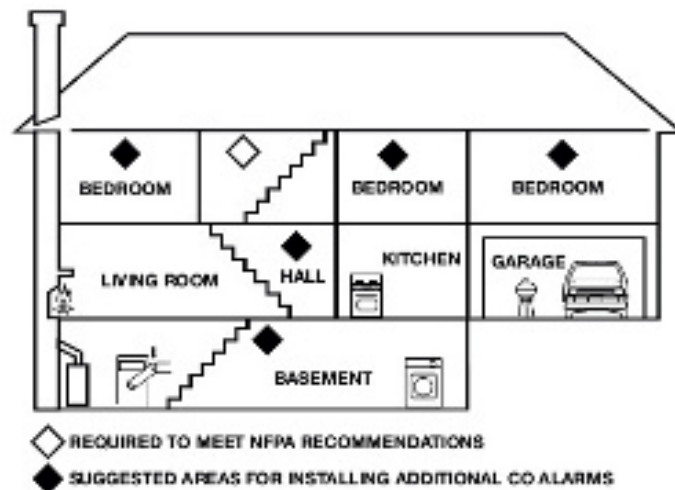 BEDROOM
BEDROOM
BEDROOM
LIVING ROOM
HALL
KITCHEN
GARAGE
BASEMENT
REQUIRED TO MEET NFPA RECOMMENDATIONS
SUGGESTED AREAS FOR INSTALLING ADDITIONAL CO ALARMS